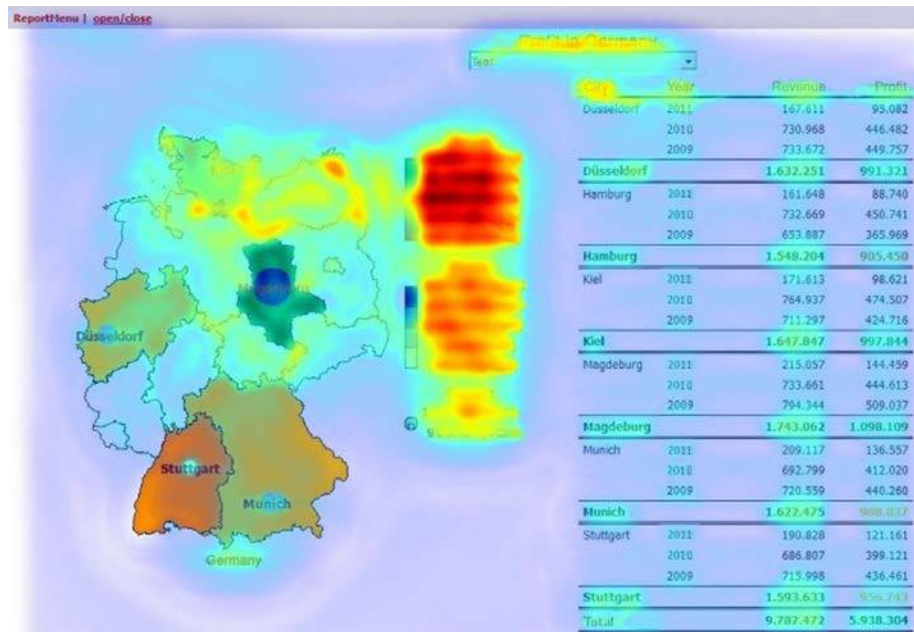 ReportMenu | open/close
Profit in Germany
Year
Kiel
Magdeburg
Düsseldorf
Stuttgart
Munich
Germany
City Year Revenue Profit
Düsseldorf 2011 167.611 95.082
2010 730.968 446.482
2009 733.672 449.757
Düsseldorf 1.632.251 991.321
Hamburg 2011 161.648 88.740
2010 732.669 450.741
2009 653.887 365.969
Hamburg 1.548.204 905.450
Kiel 2011 171.613 98.621
2010 764.937 474.507
2009 711.297 424.716
Kiel 1.647.847 997.844
Magdeburg 2011 215.057 144.459
2010 733.661 444.613
2009 794.344 509.037
Magdeburg 1.743.062 1.098.109
Munich 2011 209.117 136.557
2010 692.799 412.020
2009 720.559 440.260
Munich 1.622.475 988.837
Stuttgart 2011 190.828 121.161
2010 686.807 399.121
2009 715.998 436.461
Stuttgart 1.593.633 956.743
Total 9.787.472 5.938.304